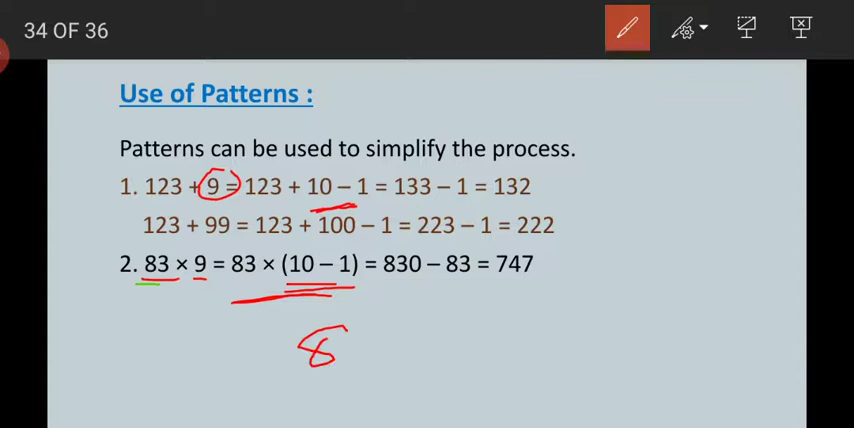 34 OF 36
Use of Patterns :
Patterns can be used to simplify the process.
1. 123 + 9 = 123 + 10 – 1 = 133 – 1 = 132
123 + 99 = 123 + 100 – 1 = 223 – 1 = 222
2. 83 × 9 = 83 × (10 – 1) = 830 – 83 = 747
8